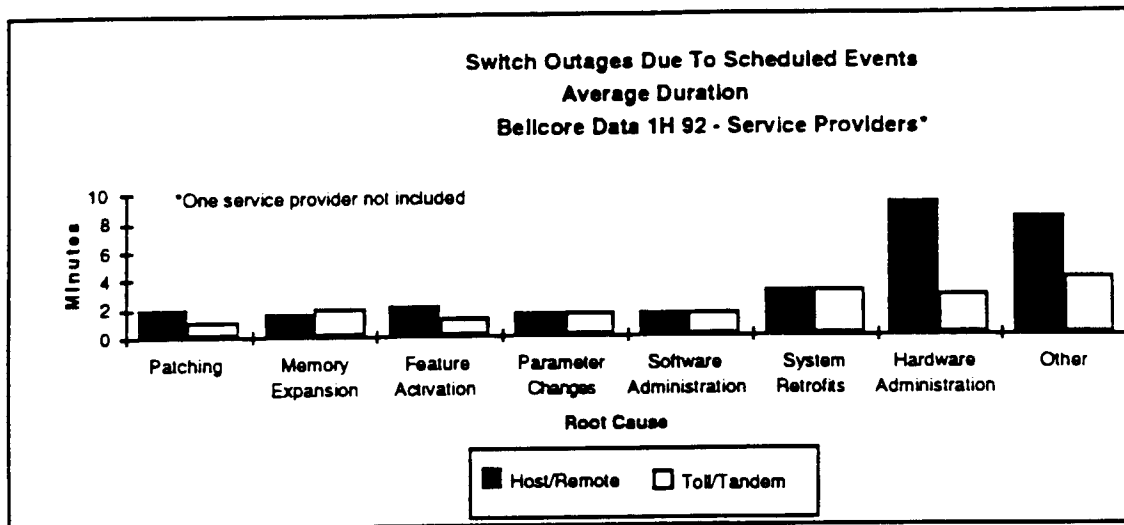 Switch Outages Due To Scheduled Events
Average Duration
Bellcore Data 1H 92 - Service Providers*
*One service provider not included
Minutes
10
8
6
4
2
0
Patching
Memory Expansion
Feature Activation
Parameter Changes
Software Administration
System Retrofits
Hardware Administration
Other
Root Cause
Host/Remote
Toll/Tandem